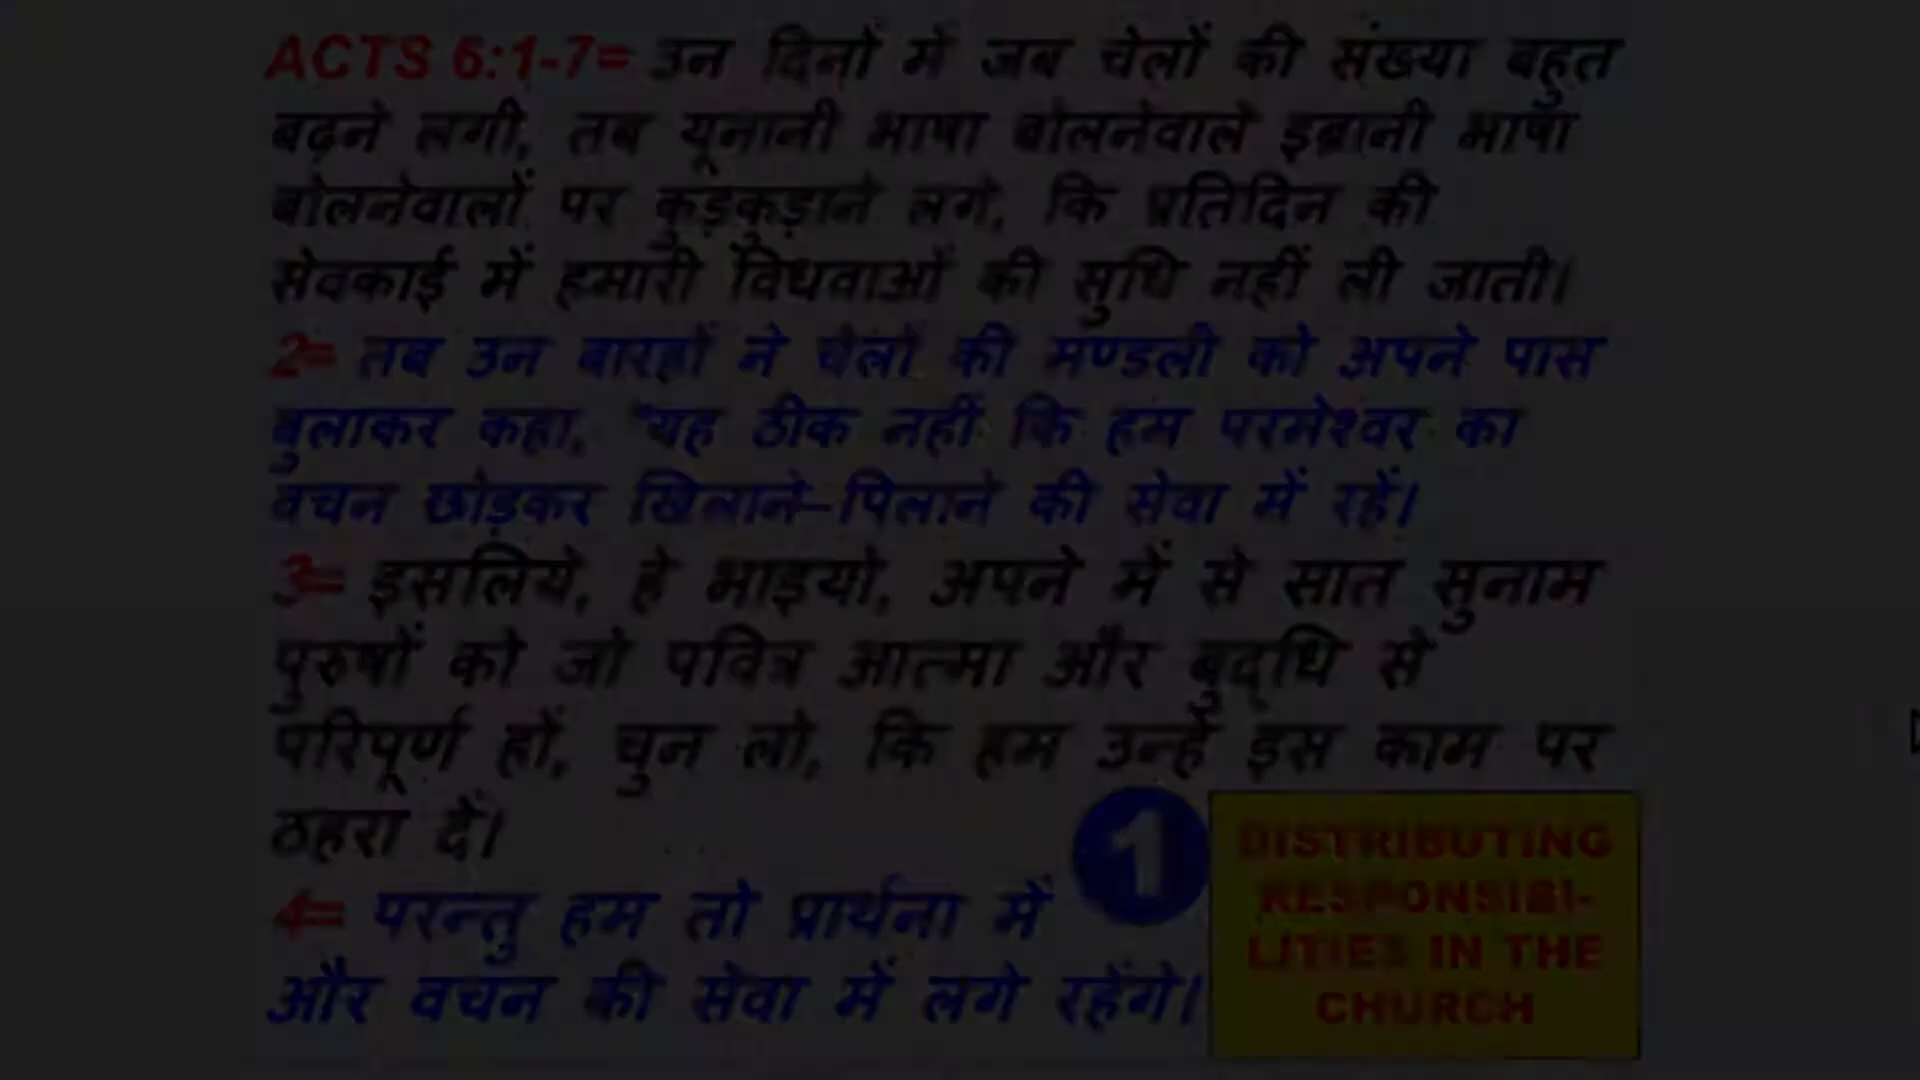 ACTS 6:1-7= उन दिनों में जब चेलों की संख्या बहुत
बढ़ने लगी, तब यूनानी भाषा बोलनेवाले इब्रानी भाषा
बोलनेवालों पर कुड़कुड़ाने लगे, कि प्रतिदिन की
सेवकाई में हमारी विधवाओं की सुधि नहीं ली जाती।
2= तब उन बारहों ने चेलों की मण्डली को अपने पास
बुलाकर कहा, "यह ठीक नहीं कि हम परमेश्वर का
वचन छोड़कर खिलाने-पिलाने की सेवा में रहें।
3= इसलिये, हे भाइयो, अपने में से सात सुनाम
पुरुषों को जो पवित्र आत्मा और बुद्धि से
परिपूर्ण हों, चुन लो, कि हम उन्हें इस काम पर
ठहरा दें।
4= परन्तु हम तो प्रार्थना में
और वचन की सेवा में लगे रहेंगे।
1
DISTRIBUTING
RESPONSIBI-
LITIES IN THE
CHURCH